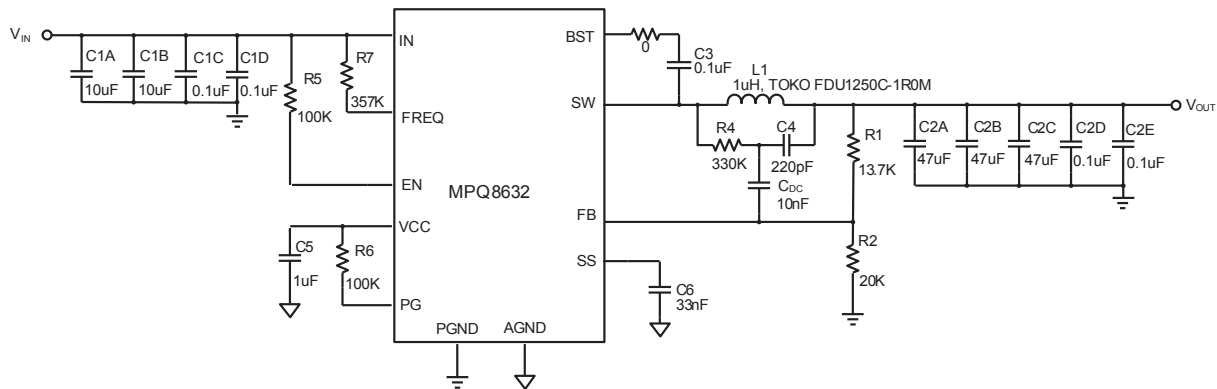 V_IN
C1A
10uF
C1B
10uF
C1C
0.1uF
C1D
0.1uF
R5
100K
R7
357K
IN
FREQ
EN
VCC
PG
C5
1uF
R6
100K
MPQ8632
PGND
AGND
BST
SW
FB
SS
0
C3
0.1uF
L1
1uH, TOKO FDU1250C-1R0M
R4
330K
C4
220pF
C_DC
10nF
R1
13.7K
R2
20K
C6
33nF
C2A
47uF
C2B
47uF
C2C
47uF
C2D
0.1uF
C2E
0.1uF
V_OUT